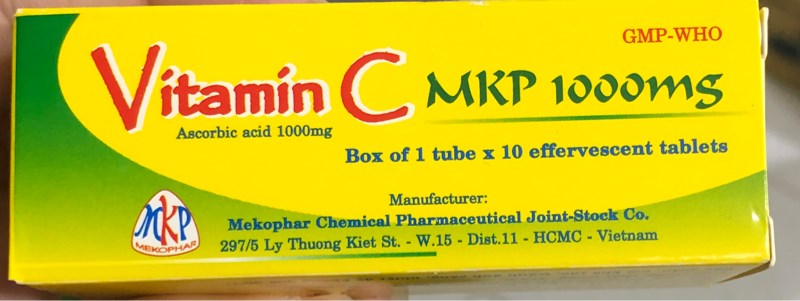 GMP-WHO
Vitamin C MKP 1000mg
Ascorbic acid 1000mg
Box of 1 tube x 10 effervescent tablets
Manufacturer:
Mekophar Chemical Pharmaceutical Joint-Stock Co.
297/5 Ly Thuong Kiet St. - W.15 - Dist.11 - HCMC - Vietnam
MKP
MEKOPHAR